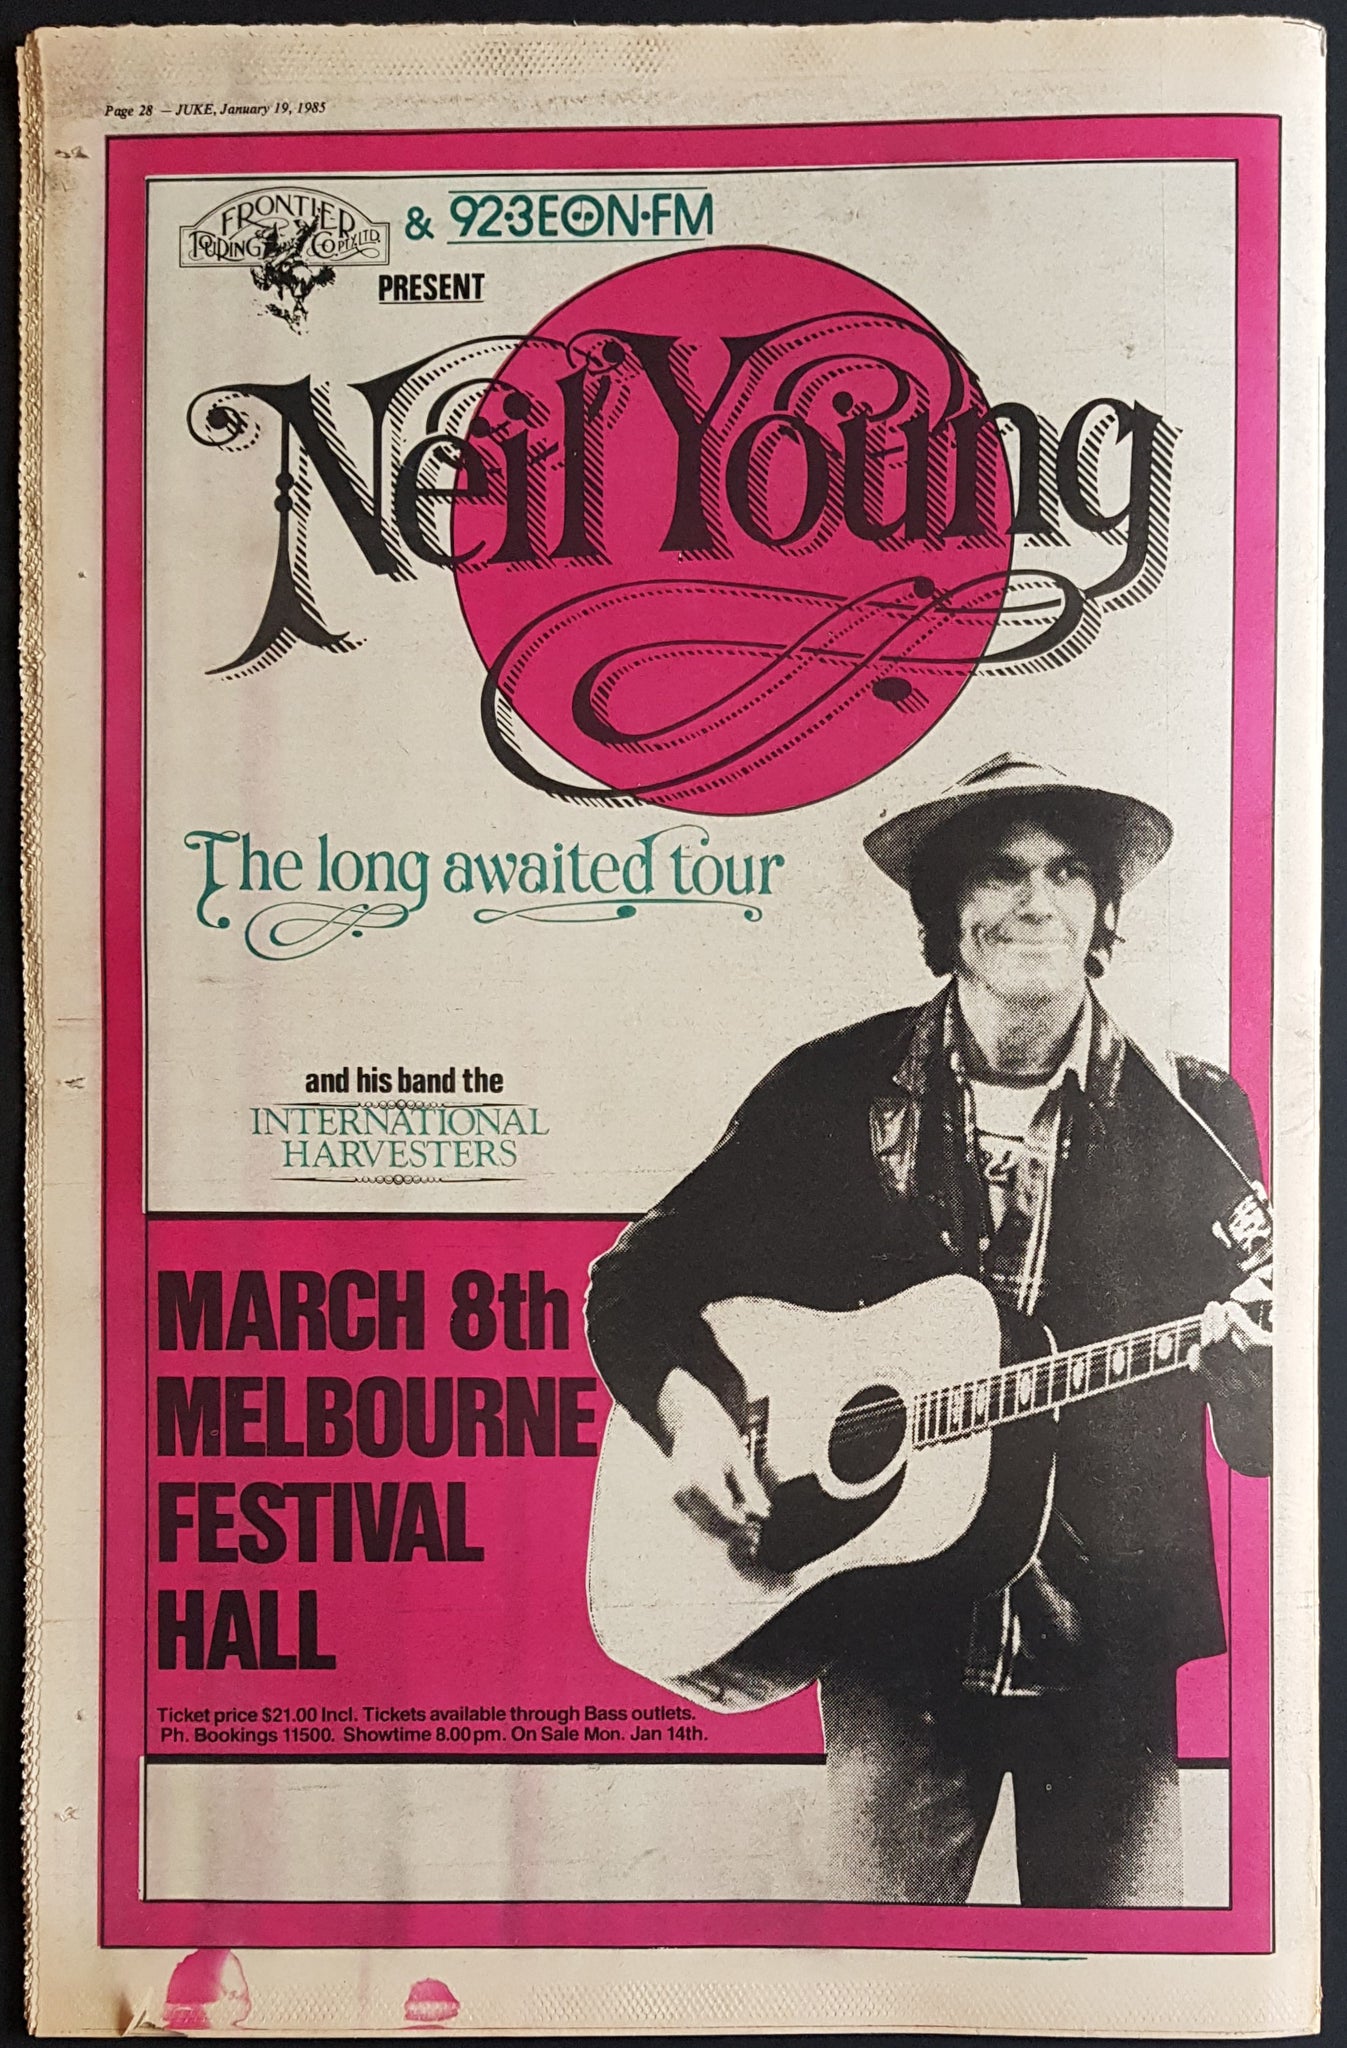 Page 28 — JUKE, January 19, 1985
FRONTIER
TOURING CO. PTY. LTD.
& 92·3EON·FM
PRESENT
Neil Young
The long awaited tour
and his band the
INTERNATIONAL
HARVESTERS
MARCH 8th
MELBOURNE
FESTIVAL
HALL
Ticket price $21.00 Incl. Tickets available through Bass outlets.
Ph. Bookings 11500. Showtime 8.00pm. On Sale Mon. Jan 14th.